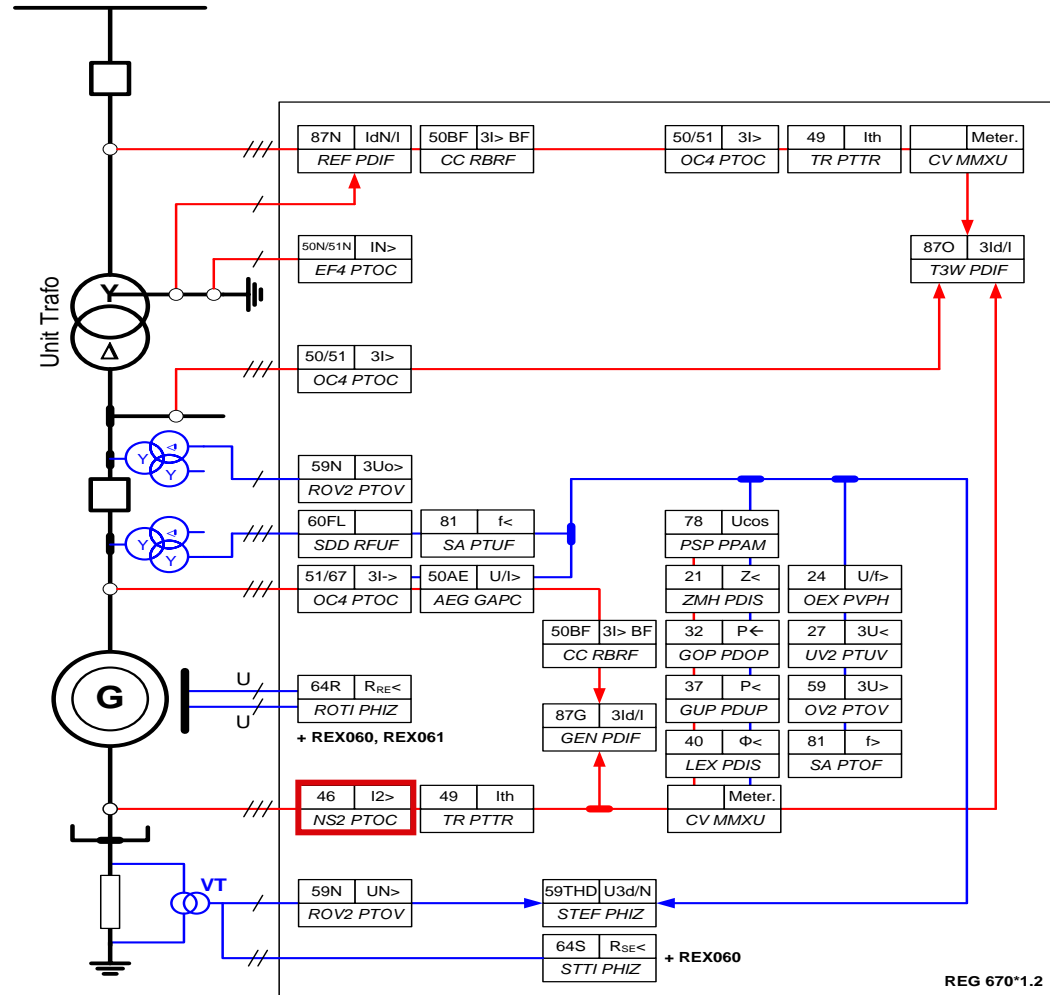 87N IdN/I
REF PDIF
50BF 3I> BF
CC RBRF
50/51 3I>
OC4 PTOC
49 Ith
TR PTTR
Meter.
CV MMXU
50N/51N IN>
EF4 PTOC
87O 3Id/I
T3W PDIF
Unit Trafo
Y
Δ
50/51 3I>
OC4 PTOC
Y
Y
59N 3Uo>
ROV2 PTOV
Y
Y
60FL
SDD RFUF
81 f<
SA PTUF
78 Ucos
PSP PPAM
51/67 3I->
OC4 PTOC
50AE U/I>
AEG GAPC
21 Z<
ZMH PDIS
24 U/f>
OEX PVPH
50BF 3I> BF
CC RBRF
32 P←
GOP PDOP
27 3U<
UV2 PTUV
G
U
U
64R RRE<
ROTI PHIZ
+ REX060, REX061
87G 3Id/I
GEN PDIF
37 P<
GUP PDUP
59 3U>
OV2 PTOV
40 Φ<
LEX PDIS
81 f>
SA PTOF
46 I2>
NS2 PTOC
49 Ith
TR PTTR
Meter.
CV MMXU
VT
59N UN>
ROV2 PTOV
59THD U3d/N
STEF PHIZ
64S RSE<
STTI PHIZ
+ REX060
REG 670*1.2